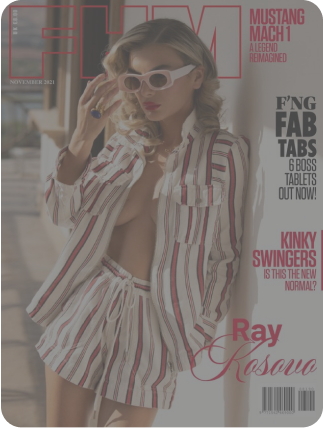 FHM
NOVEMBER 2021
MUSTANG
MACH 1
A LEGEND
REIMAGINED
F'NG
FAB
TABS
6 BOSS
TABLETS
OUT NOW!
KINKY
SWINGERS
IS THIS THE NEW
NORMAL?
Ray
Kosovo